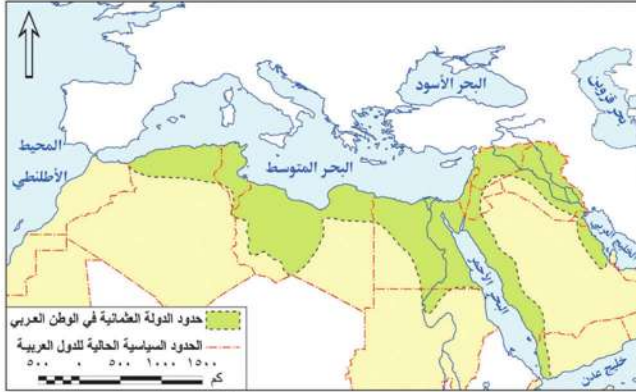 البحر الأسود
بحر قزوين
المحيط
الأطلنطي
البحر المتوسط
الخليج العربي
البحر الأحمر
خليج عدن
حدود الدولة العثمانية في الوطن العربي
الحدود السياسية الحالية للدول العربية
٥٠٠ ٠ ٥٠٠ ١٠٠٠ ١٥٠٠
كم